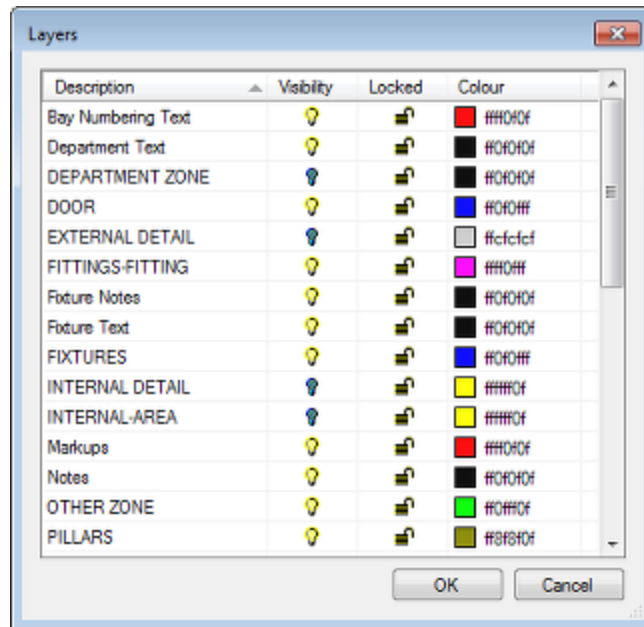 Layers
Description Visibility Locked Colour
Bay Numbering Text ffff0f0f
Department Text ff0f0f0f
DEPARTMENT ZONE ff0f0f0f
DOOR ff0f0fff
EXTERNAL DETAIL ffcfcfcf
FITTINGS-FITTING ffff0fff
Fixture Notes ff0f0f0f
Fixture Text ff0f0f0f
FIXTURES ff0f0fff
INTERNAL DETAIL ffffff0f
INTERNAL-AREA ffffff0f
Markups ffff0f0f
Notes ff0f0f0f
OTHER ZONE ff0fff0f
PILLARS ff8f8f0f
OK Cancel